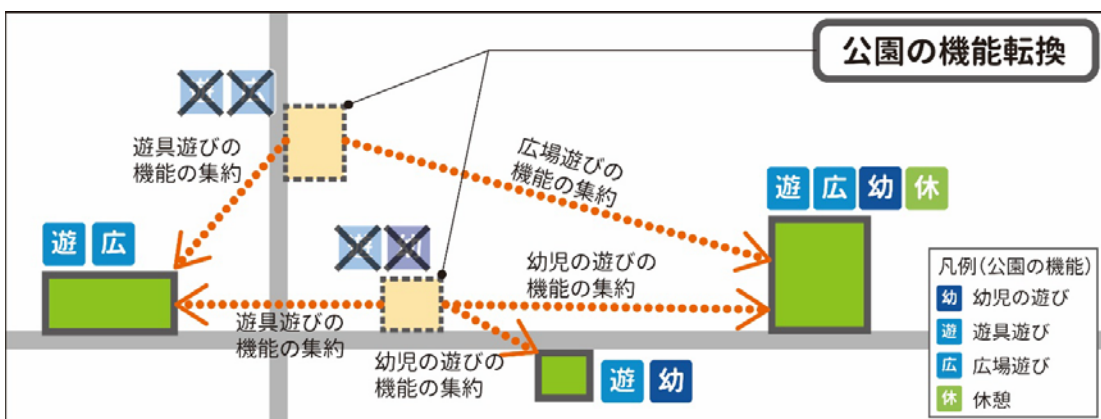 公園の機能転換
遊具遊びの
機能の集約
広場遊びの
機能の集約
遊 広 幼 休
遊 広
幼児の遊びの
機能の集約
遊具遊びの
機能の集約
幼児の遊びの
機能の集約
遊 幼
凡例(公園の機能)
幼 幼児の遊び
遊 遊具遊び
広 広場遊び
休 休憩